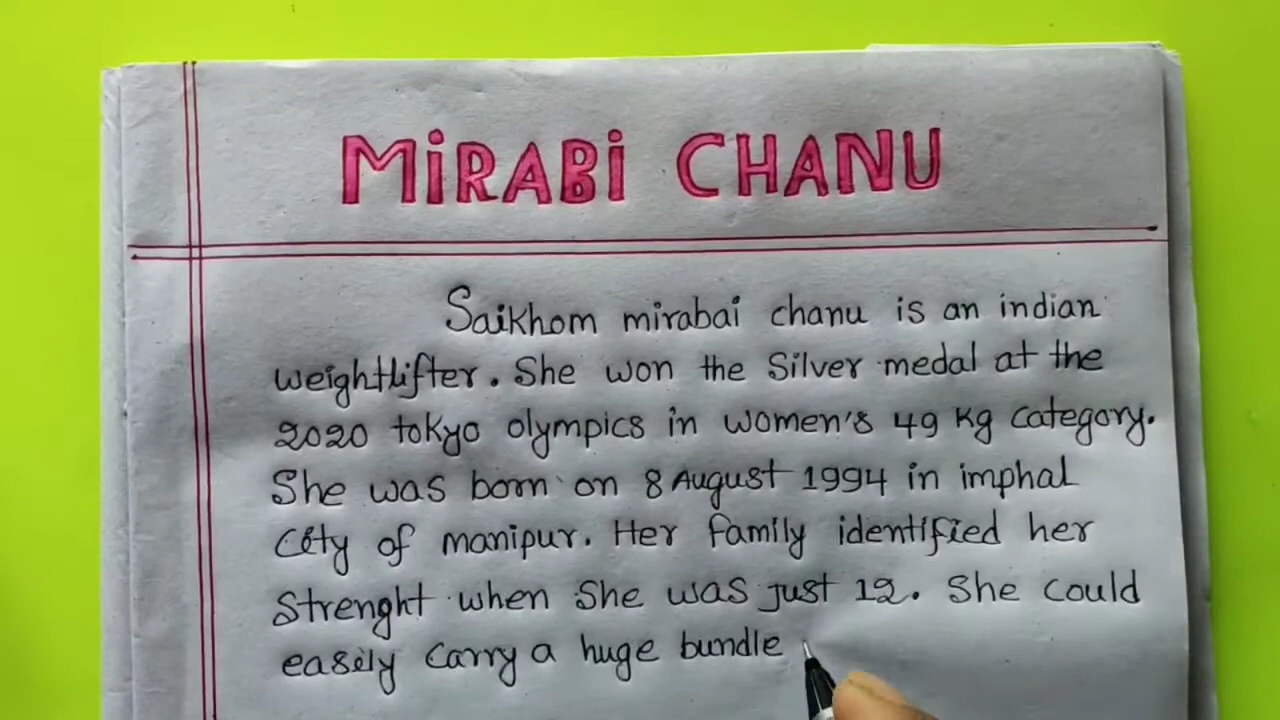 MiRABi CHANU
Saikhom mirabai chanu is an indian
weightlifter. She won the Silver medal at the
2020 tokyo olympics in women's 49 kg category.
She was born on 8 August 1994 in imphal
city of manipur. Her family identified her
Strenght when She was just 12. She could
easily carry a huge bundle